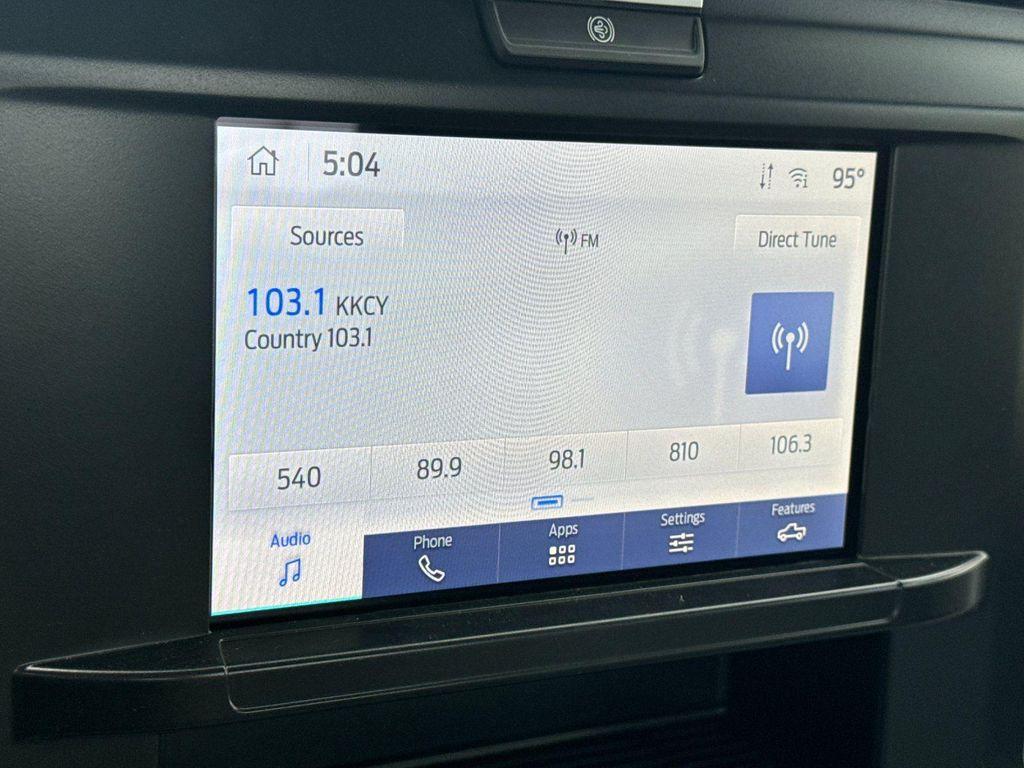 5:04
95°
Sources
FM
Direct Tune
103.1 KKCY
Country 103.1
540
89.9
98.1
810
106.3
Audio
Phone
Apps
Settings
Features